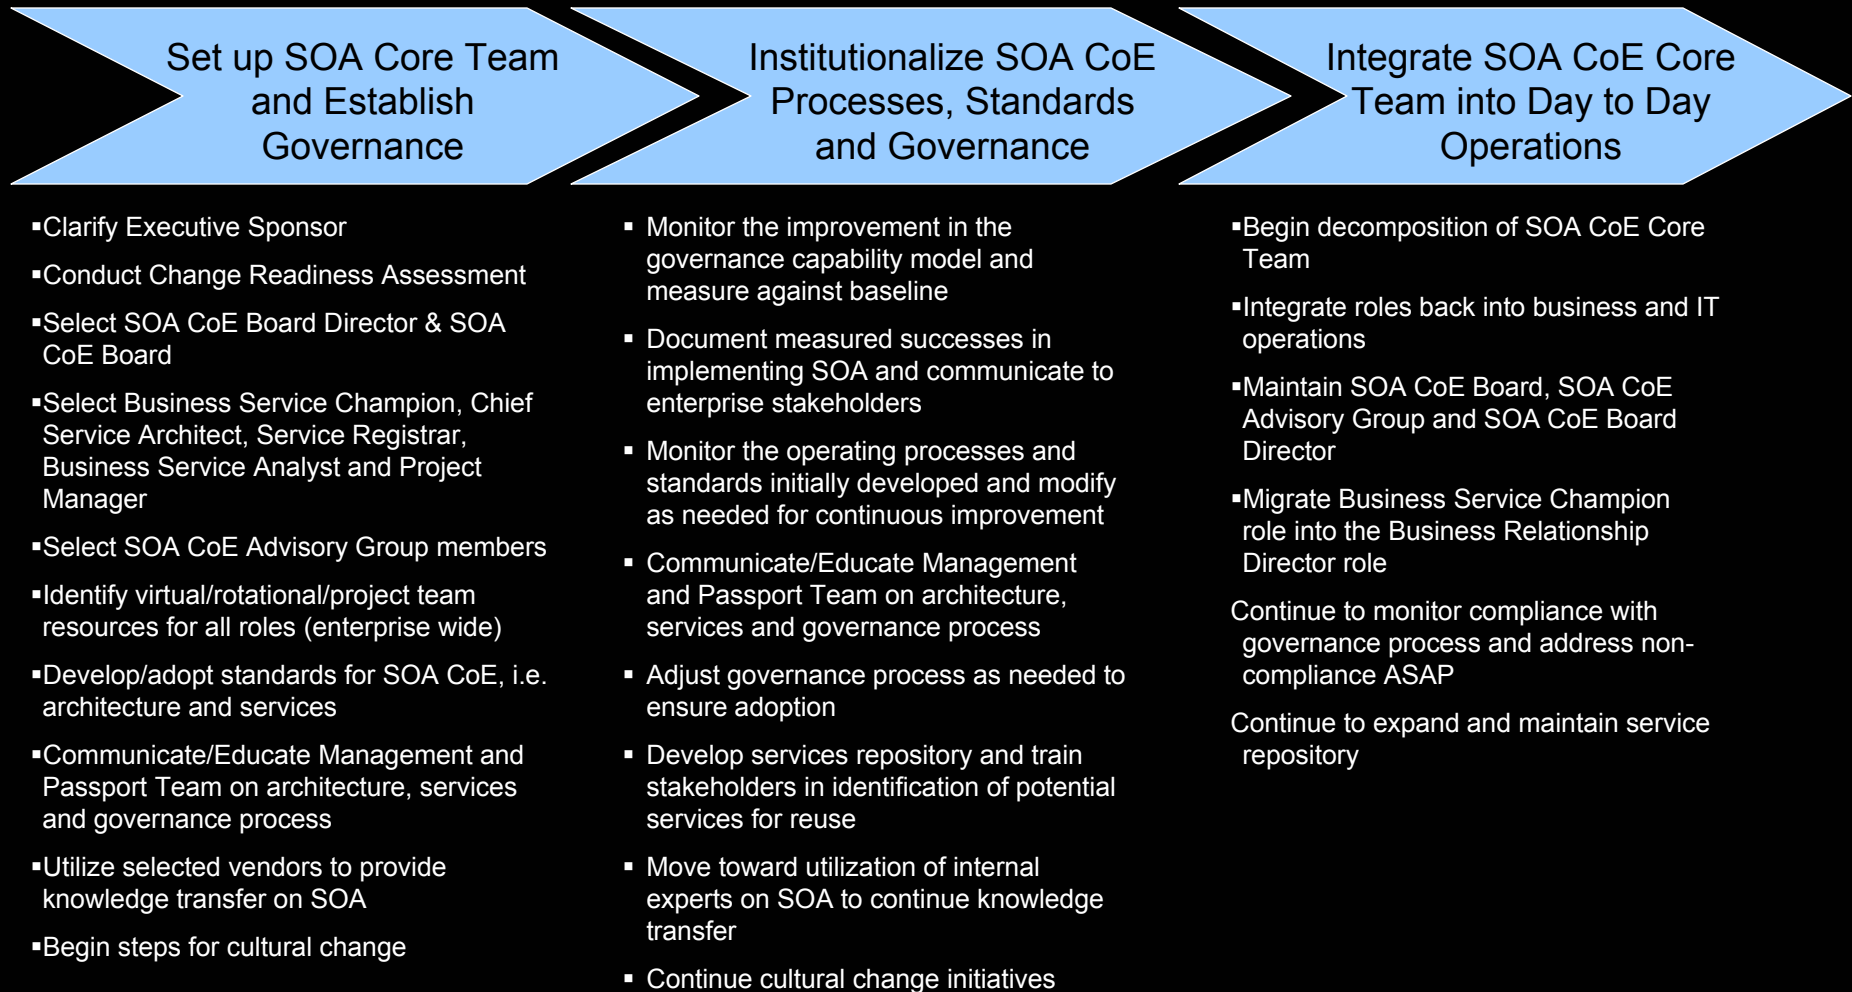 Set up SOA Core Team
and Establish
Governance
Institutionalize SOA CoE
Processes, Standards
and Governance
Integrate SOA CoE Core
Team into Day to Day
Operations
▪Clarify Executive Sponsor
▪Conduct Change Readiness Assessment
▪Select SOA CoE Board Director & SOA
CoE Board
▪Select Business Service Champion, Chief
Service Architect, Service Registrar,
Business Service Analyst and Project
Manager
▪Select SOA CoE Advisory Group members
▪Identify virtual/rotational/project team
resources for all roles (enterprise wide)
▪Develop/adopt standards for SOA CoE, i.e.
architecture and services
▪Communicate/Educate Management and
Passport Team on architecture, services
and governance process
▪Utilize selected vendors to provide
knowledge transfer on SOA
▪Begin steps for cultural change
▪ Monitor the improvement in the
governance capability model and
measure against baseline
▪ Document measured successes in
implementing SOA and communicate to
enterprise stakeholders
▪ Monitor the operating processes and
standards initially developed and modify
as needed for continuous improvement
▪ Communicate/Educate Management
and Passport Team on architecture,
services and governance process
▪ Adjust governance process as needed to
ensure adoption
▪ Develop services repository and train
stakeholders in identification of potential
services for reuse
▪ Move toward utilization of internal
experts on SOA to continue knowledge
transfer
▪ Continue cultural change initiatives
▪Begin decomposition of SOA CoE Core
Team
▪Integrate roles back into business and IT
operations
▪Maintain SOA CoE Board, SOA CoE
Advisory Group and SOA CoE Board
Director
▪Migrate Business Service Champion
role into the Business Relationship
Director role
Continue to monitor compliance with
governance process and address non-
compliance ASAP
Continue to expand and maintain service
repository